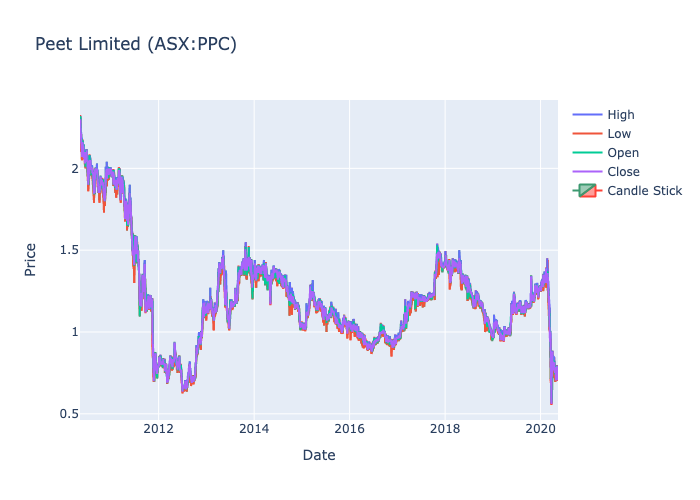 Peet Limited (ASX:PPC)
High
Low
Open
Close
Candle Stick
Price
2
1.5
1
0.5
2012
2014
2016
2018
2020
Date